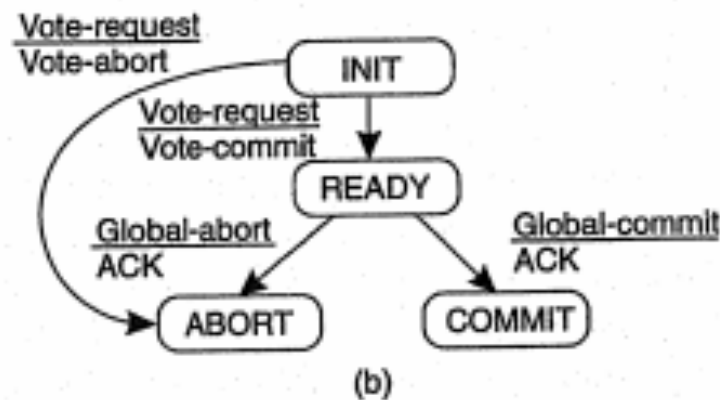 Vote-request
Vote-abort
INIT
Vote-request
Vote-commit
READY
Global-abort
ACK
Global-commit
ACK
ABORT
COMMIT
(b)